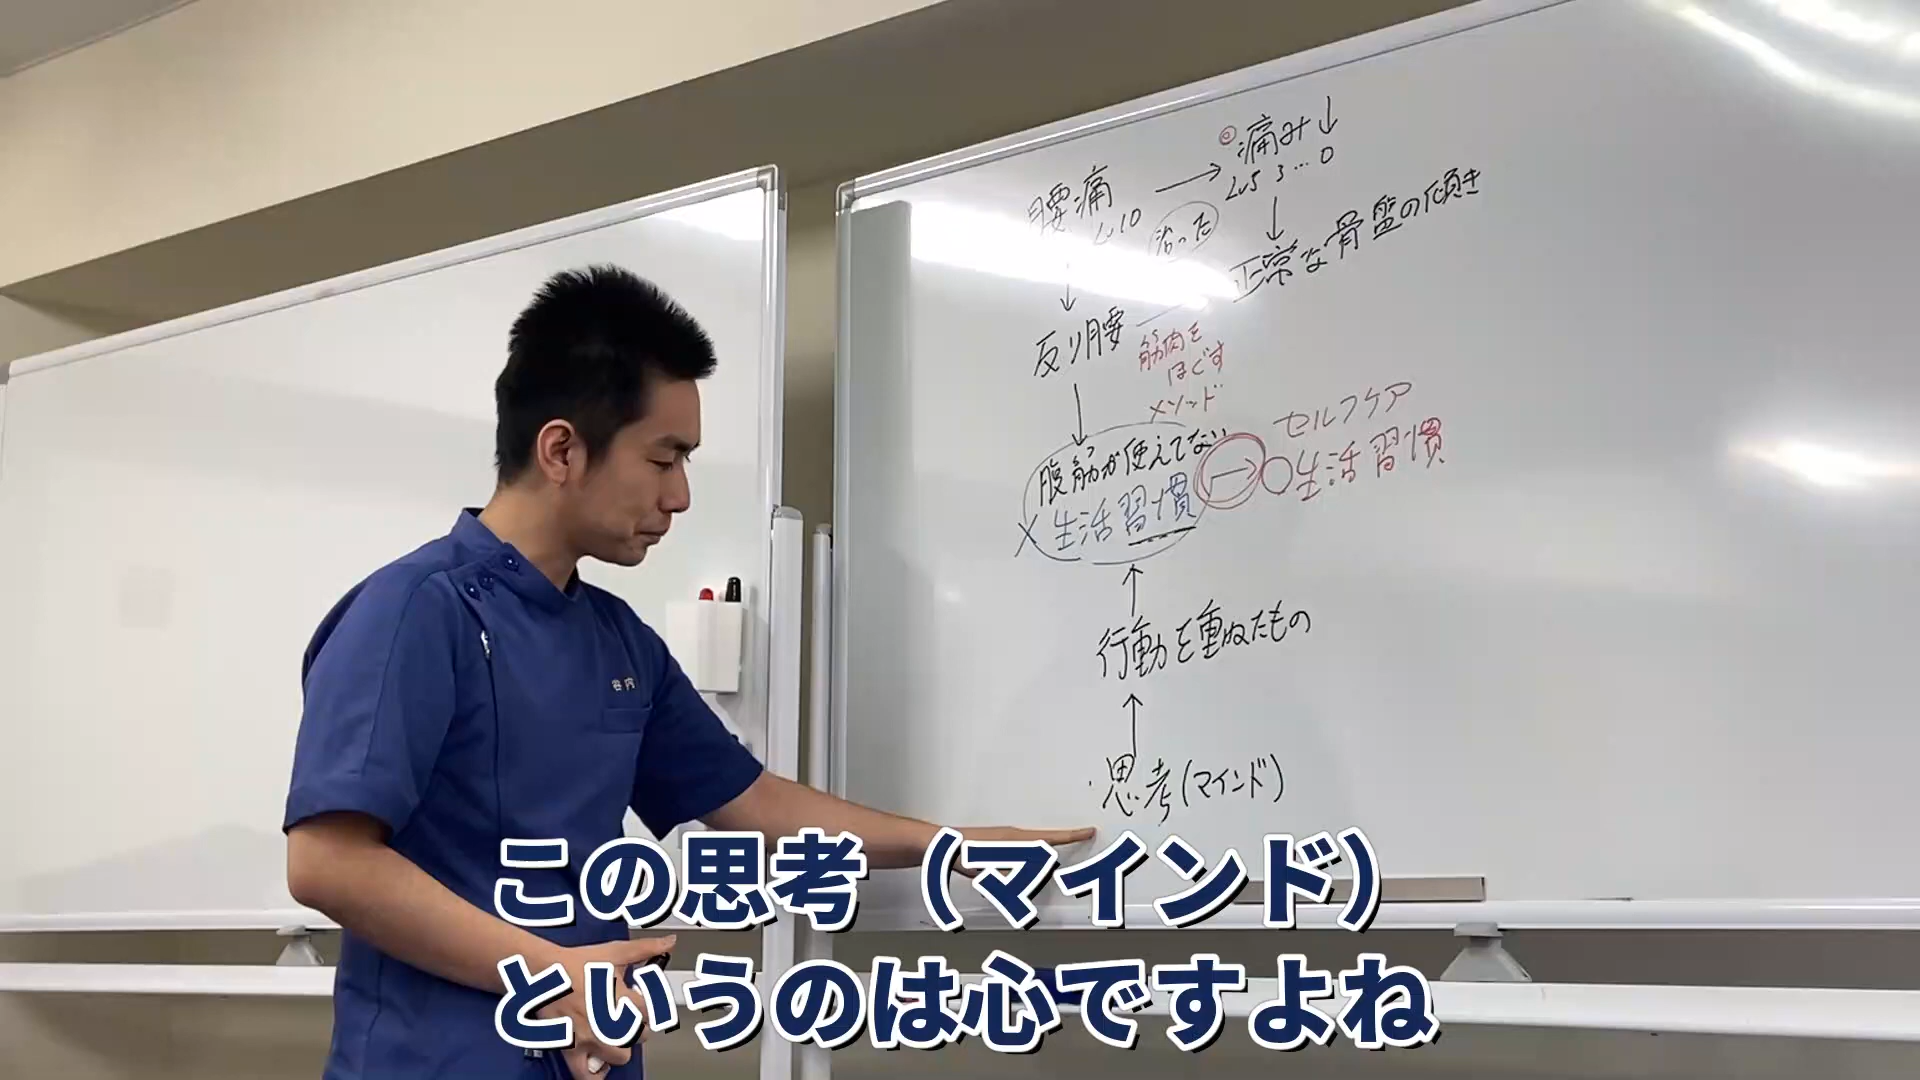 腰痛
Lv10
◎痛み↓
Lv5 3…0
治った
正常な骨盤の傾き
反り腰
筋肉を
ほぐす
メソッド
腹筋が使えてない
×生活習慣
セルフケア
○生活習慣
行動を重ねたもの
思考(マインド)
谷内
この思考（マインド）
というのは心ですよね